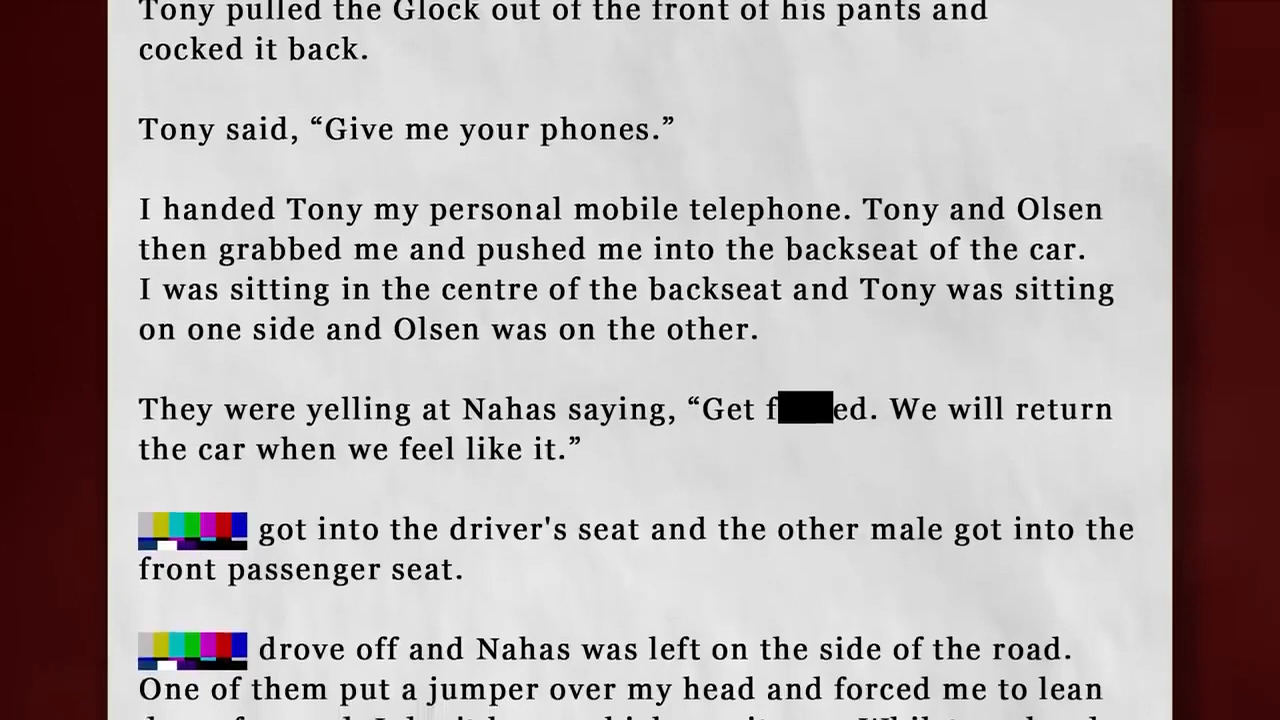 Tony pulled the Glock out of the front of his pants and
cocked it back.
Tony said, “Give me your phones.”
I handed Tony my personal mobile telephone. Tony and Olsen
then grabbed me and pushed me into the backseat of the car.
I was sitting in the centre of the backseat and Tony was sitting
on one side and Olsen was on the other.
They were yelling at Nahas saying, “Get f ed. We will return
the car when we feel like it.”
got into the driver's seat and the other male got into the
front passenger seat.
drove off and Nahas was left on the side of the road.
One of them put a jumper over my head and forced me to lean